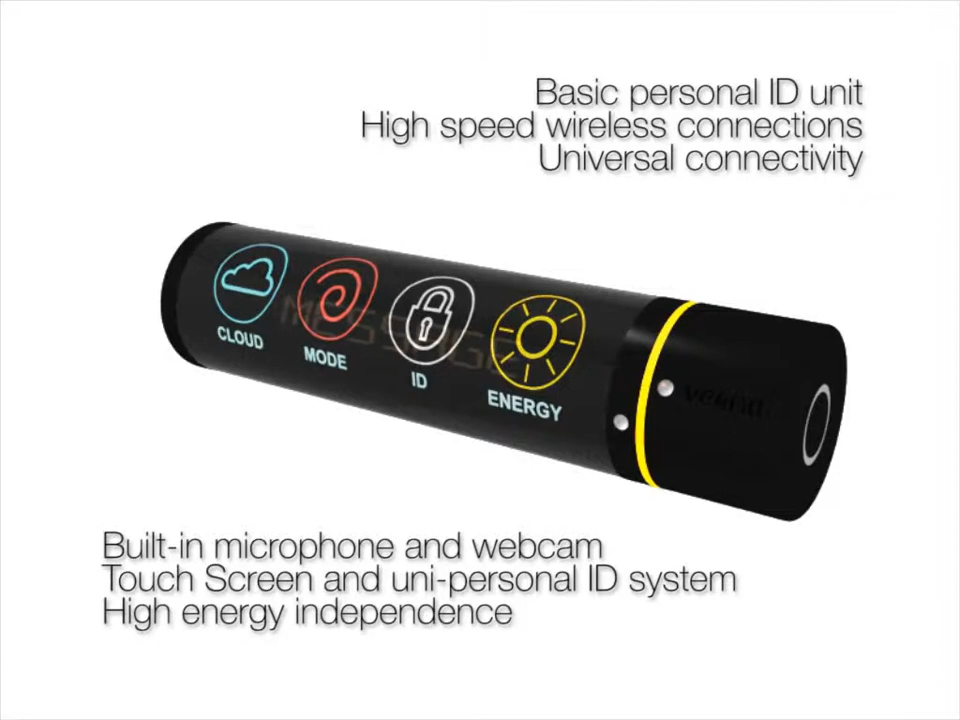 Basic personal ID unit
High speed wireless connections
Universal connectivity
MESSAGE
CLOUD
MODE
ID
ENERGY
Built-in microphone and webcam
Touch Screen and uni-personal ID system
High energy independence